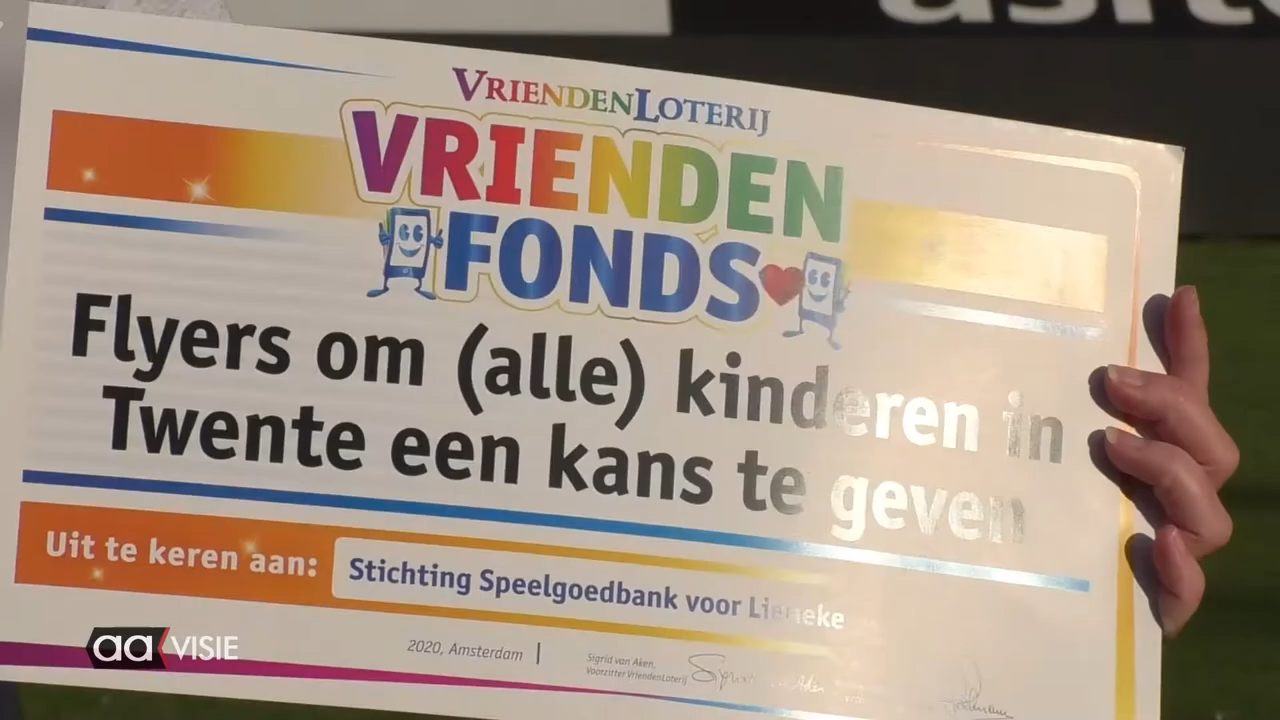 VRIENDENLOTERIJ
VRIENDEN
FONDS
Flyers om (alle) kinderen in
Twente een kans te geven
Uit te keren aan: Stichting Speelgoedbank voor Lieneke
2020, Amsterdam
Sigrid van Aken,
Voorzitter VriendenLoterij
aa VISIE